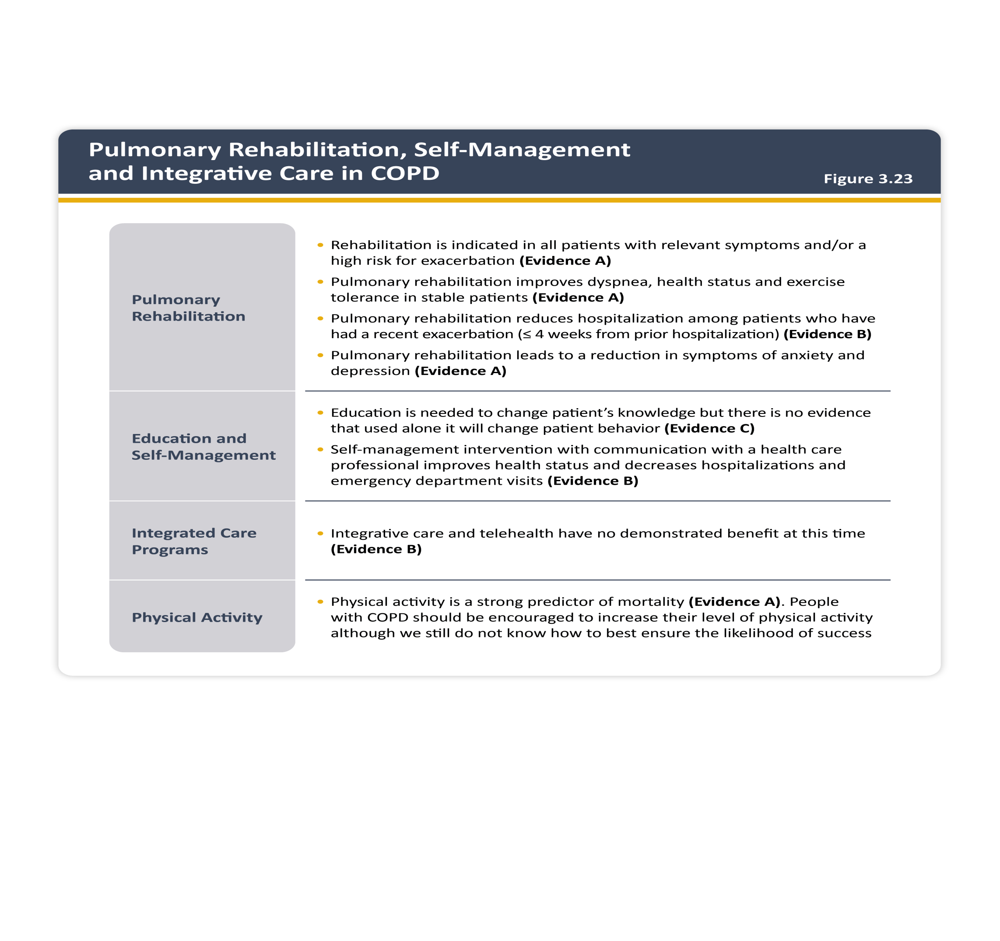 Pulmonary Rehabilitation, Self-Management
and Integrative Care in COPD
Figure 3.23
Pulmonary
Rehabilitation
• Rehabilitation is indicated in all patients with relevant symptoms and/or a
high risk for exacerbation (Evidence A)
• Pulmonary rehabilitation improves dyspnea, health status and exercise
tolerance in stable patients (Evidence A)
• Pulmonary rehabilitation reduces hospitalization among patients who have
had a recent exacerbation (≤ 4 weeks from prior hospitalization) (Evidence B)
• Pulmonary rehabilitation leads to a reduction in symptoms of anxiety and
depression (Evidence A)
Education and
Self-Management
• Education is needed to change patient’s knowledge but there is no evidence
that used alone it will change patient behavior (Evidence C)
• Self-management intervention with communication with a health care
professional improves health status and decreases hospitalizations and
emergency department visits (Evidence B)
Integrated Care
Programs
• Integrative care and telehealth have no demonstrated benefit at this time
(Evidence B)
Physical Activity
• Physical activity is a strong predictor of mortality (Evidence A). People
with COPD should be encouraged to increase their level of physical activity
although we still do not know how to best ensure the likelihood of success